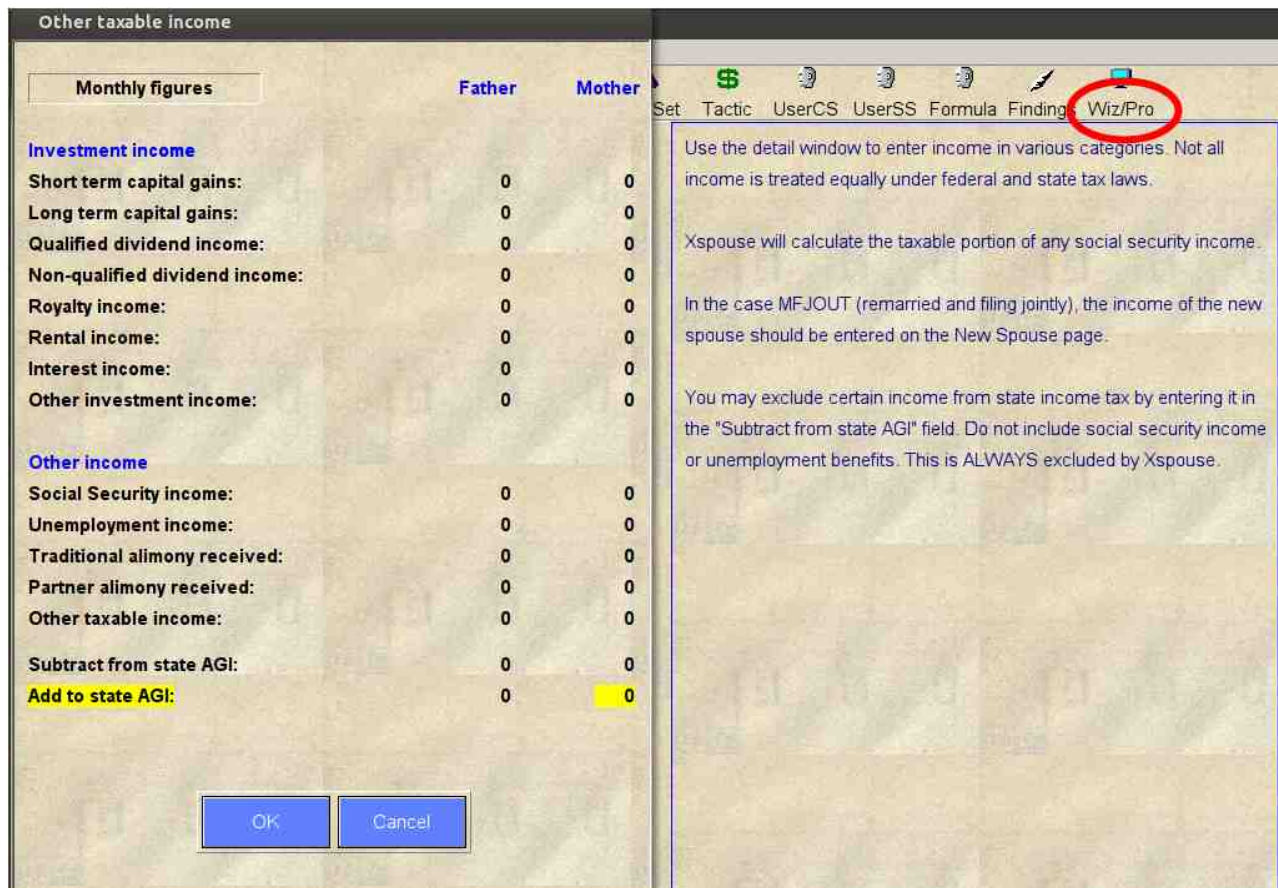 Other taxable income
Monthly figures Father Mother
Investment income
Short term capital gains: 0 0
Long term capital gains: 0 0
Qualified dividend income: 0 0
Non-qualified dividend income: 0 0
Royalty income: 0 0
Rental income: 0 0
Interest income: 0 0
Other investment income: 0 0
Other income
Social Security income: 0 0
Unemployment income: 0 0
Traditional alimony received: 0 0
Partner alimony received: 0 0
Other taxable income: 0 0
Subtract from state AGI: 0 0
Add to state AGI: 0 0
OK Cancel
Set Tactic UserCS UserSS Formula Findings Wiz/Pro
Use the detail window to enter income in various categories. Not all
income is treated equally under federal and state tax laws.
Xspouse will calculate the taxable portion of any social security income.
In the case MFJOUT (remarried and filing jointly), the income of the new
spouse should be entered on the New Spouse page.
You may exclude certain income from state income tax by entering it in
the "Subtract from state AGI" field. Do not include social security income
or unemployment benefits. This is ALWAYS excluded by Xspouse.